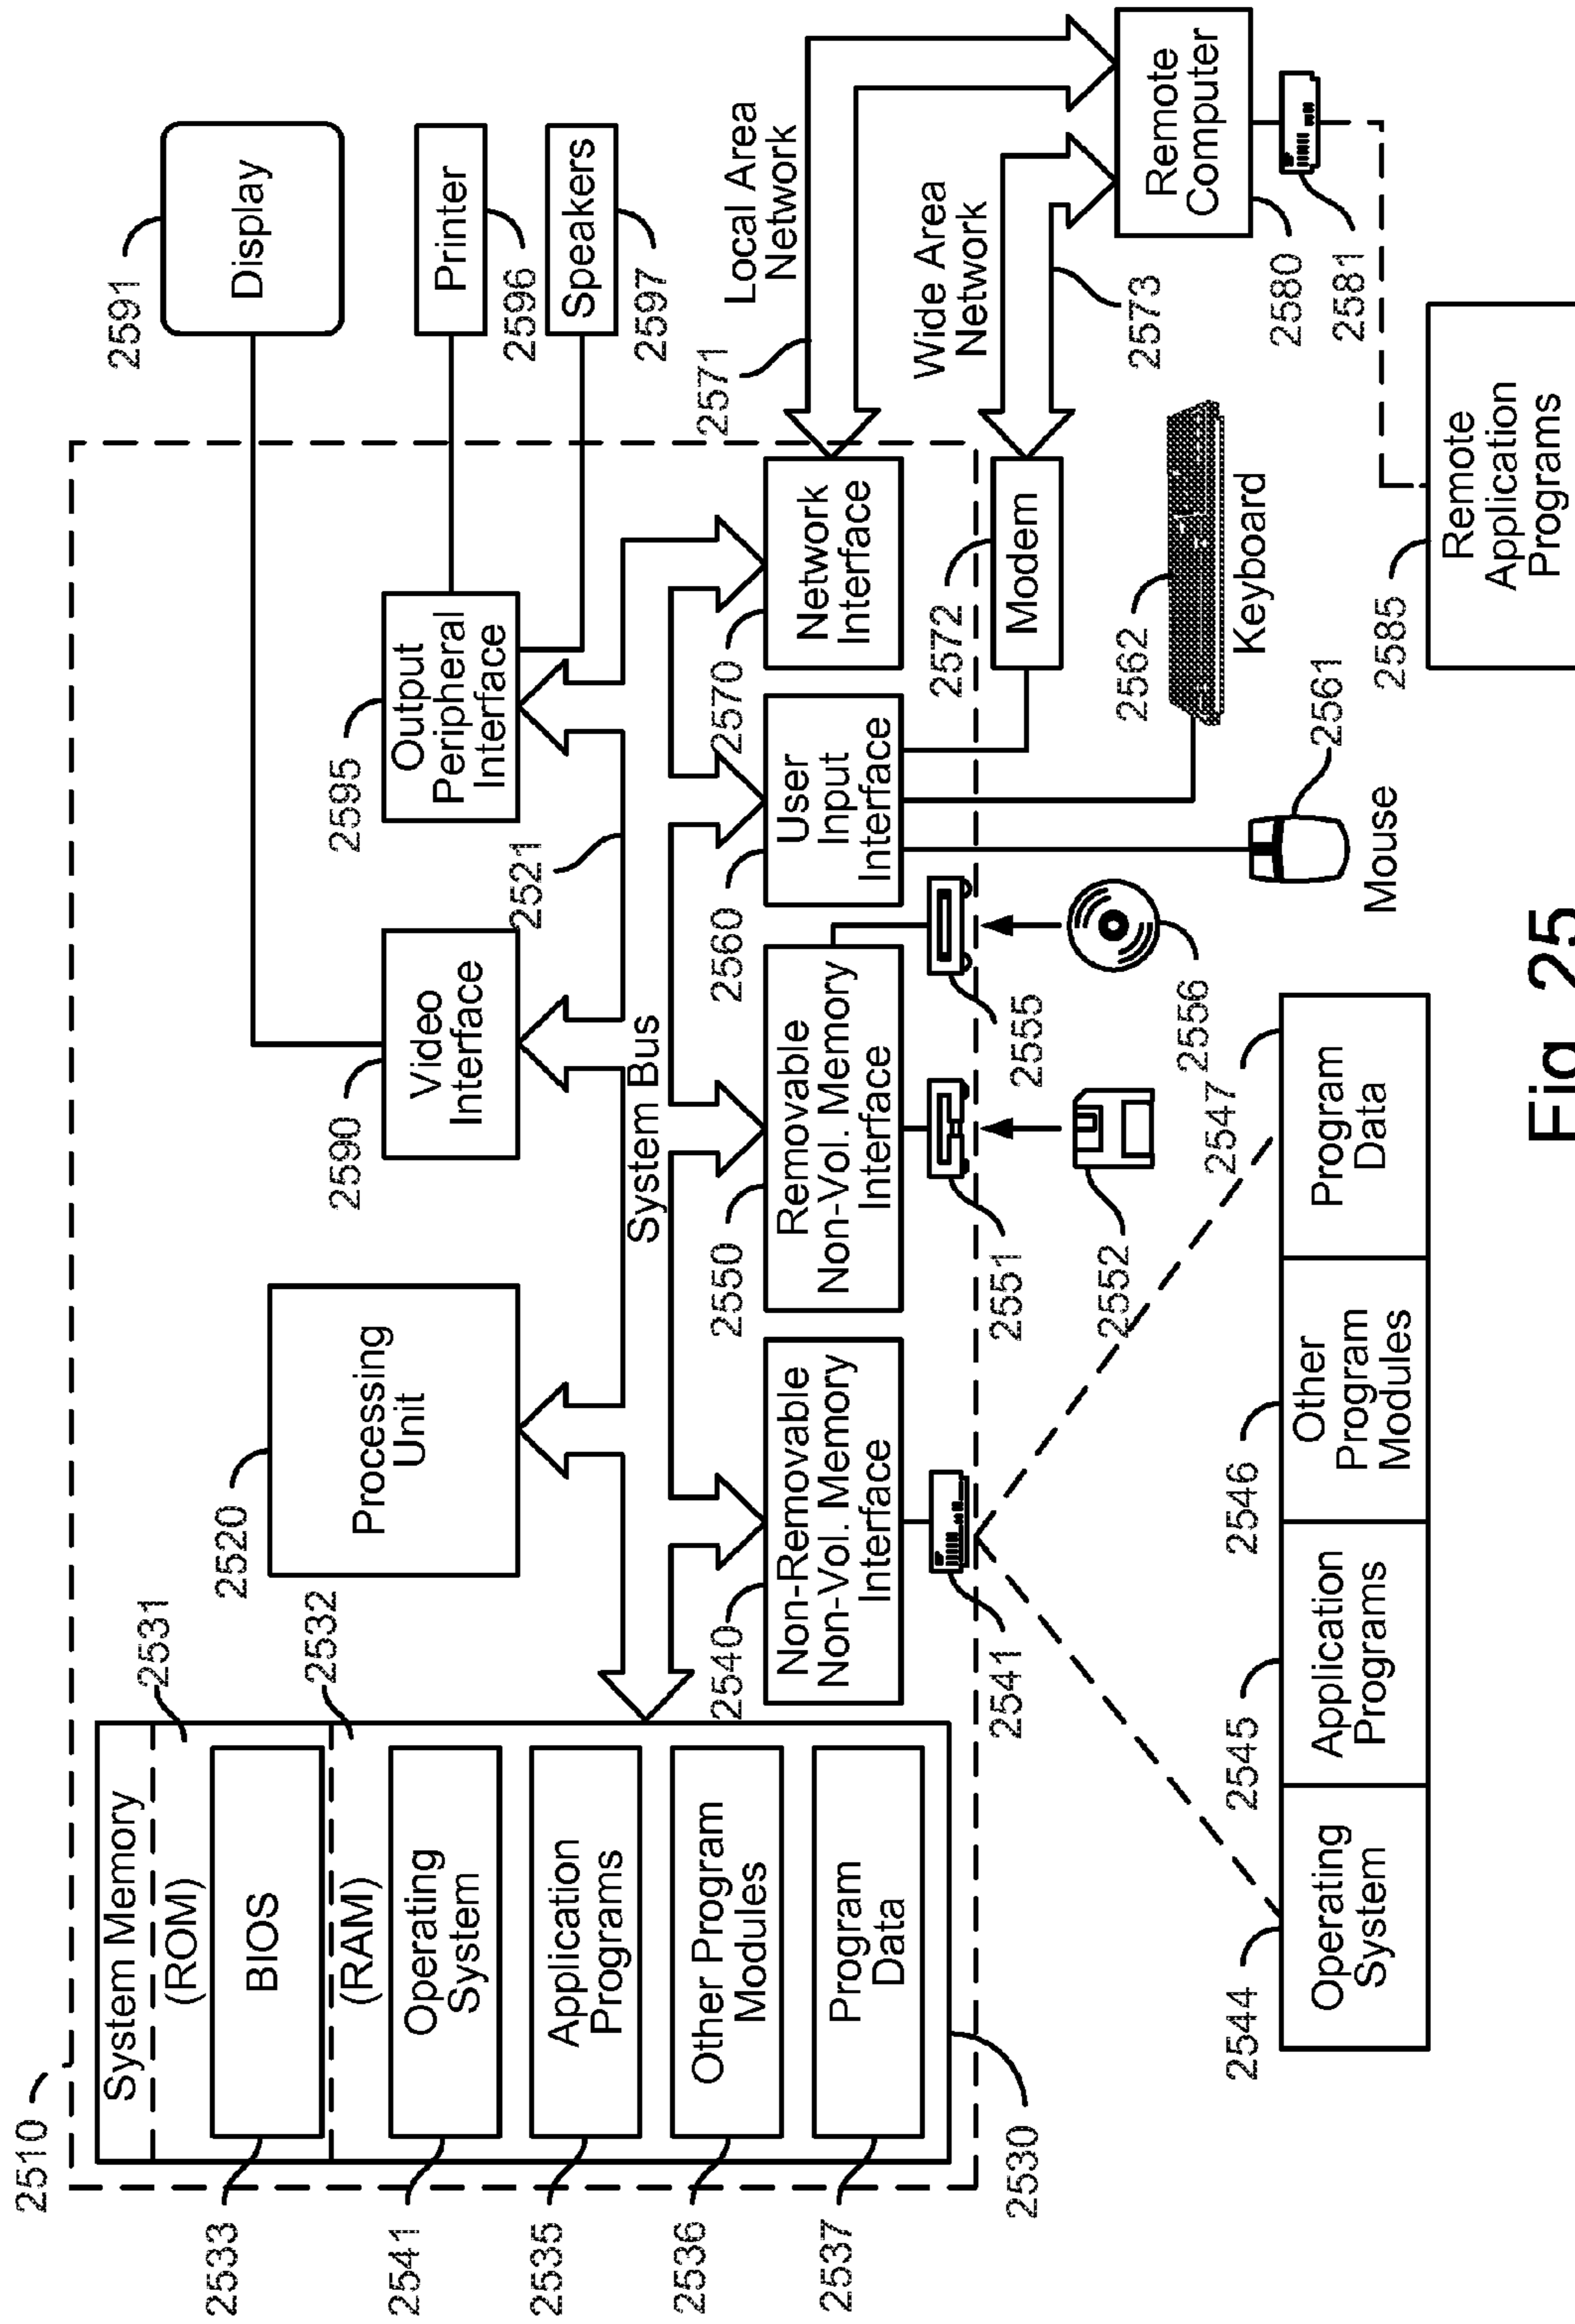 2510
System Memory
(ROM)
2531
BIOS
2533
(RAM)
2532
Operating
System
2541
Application
Programs
2535
Other Program
Modules
2536
Program
Data
2537
2530
2520
Processing
Unit
2590
Video
Interface
2595
Output
Peripheral
Interface
2591
Display
Printer
2596
Speakers
2597
2521
System Bus
2540
Non-Removable
Non-Vol. Memory
Interface
2550
Removable
Non-Vol. Memory
Interface
2560
User
Input
Interface
2570
Network
Interface
2571
Local Area
Network
2541
2551
2555
2552
2556
2572
Modem
Wide Area
Network
2573
Remote
Computer
2580
2581
2562
Keyboard
2561
Mouse
2544
Operating
System
2545
Application
Programs
2546
Other
Program
Modules
2547
Program
Data
2585
Remote
Application
Programs
Fig. 25